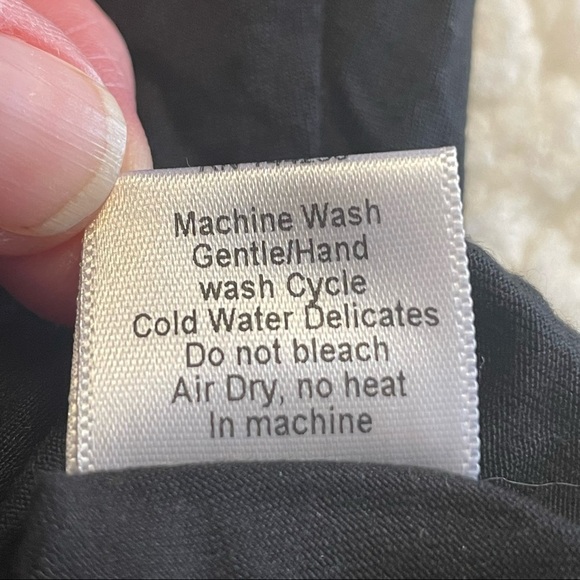 Machine Wash
Gentle/Hand
wash Cycle
Cold Water Delicates
Do not bleach
Air Dry, no heat
In machine